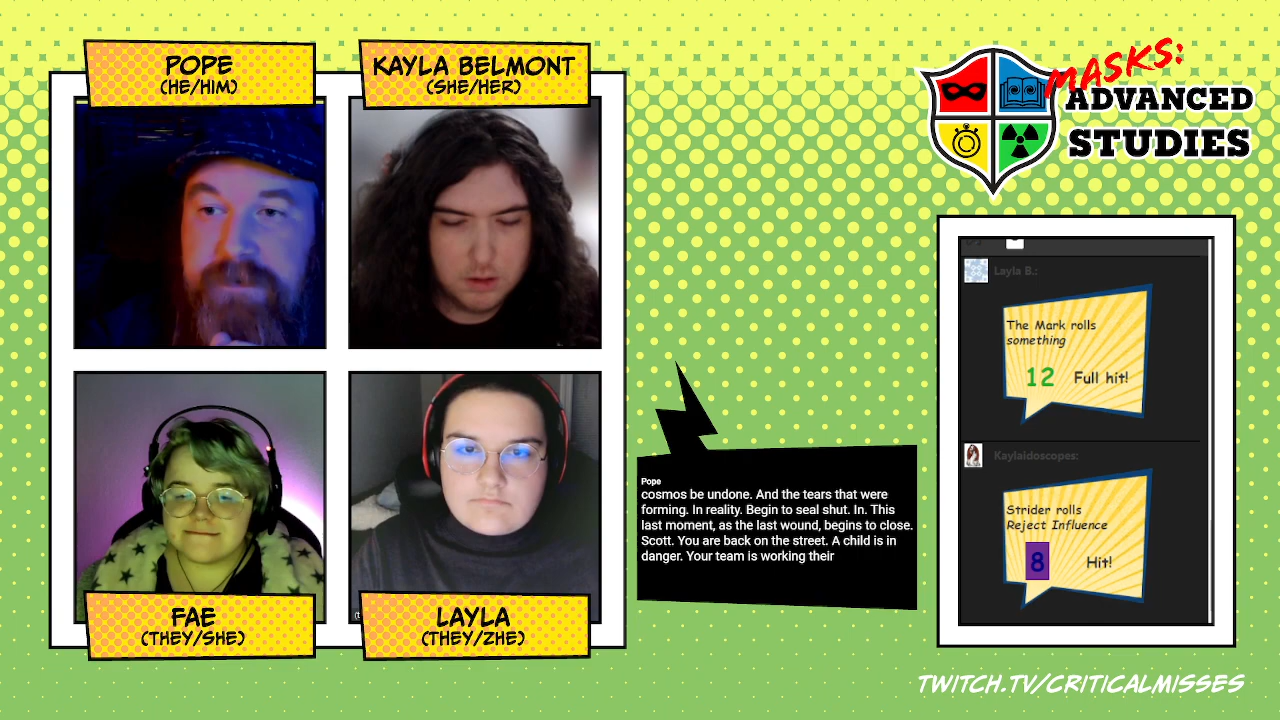 POPE
(HE/HIM)
KAYLA BELMONT
(SHE/HER)
FAE
(THEY/SHE)
LAYLA
(THEY/ZHE)
Pope
cosmos be undone. And the tears that were
forming. In reality. Begin to seal shut. In. This
last moment, as the last wound, begins to close.
Scott. You are back on the street. A child is in
danger. Your team is working their
MASKS:
ADVANCED
STUDIES
Layla B.:
The Mark rolls
something
12 Full hit!
Kaylaidoscopes:
Strider rolls
Reject Influence
8 Hit!
TWITCH.TV/CRITICALMISSES